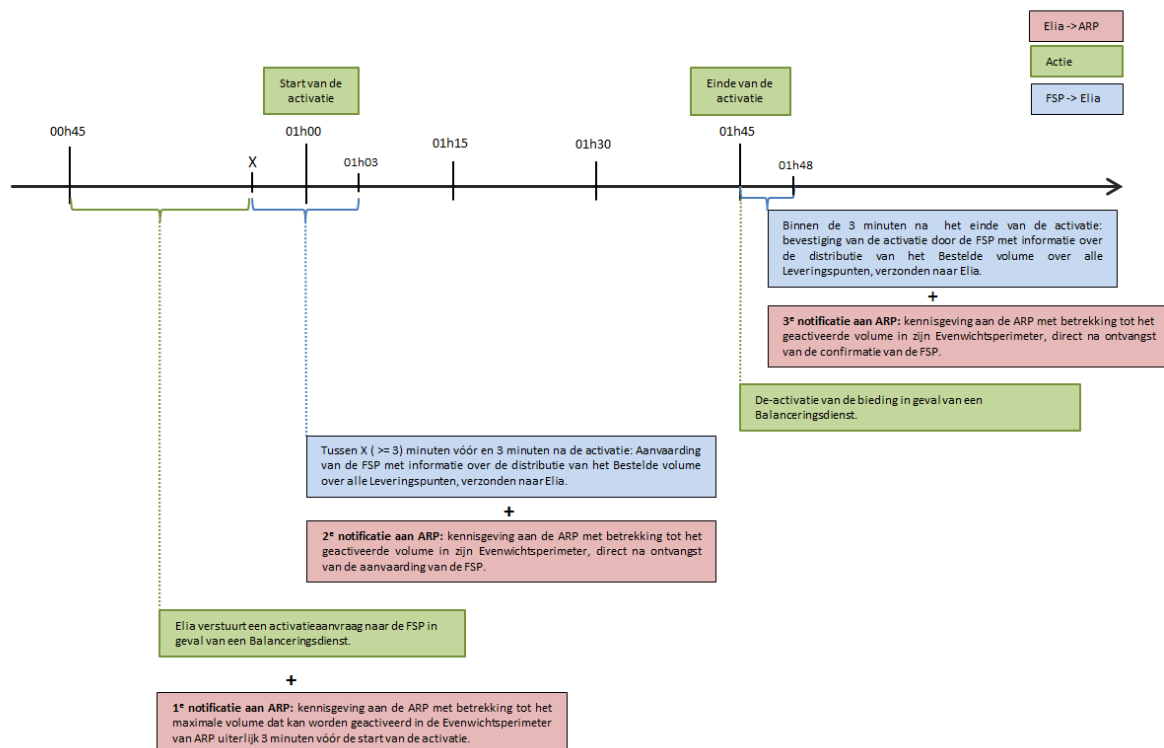 Elia -> ARP
Actie
FSP -> Elia
Start van de
activatie
Einde van de
activatie
00h45
X
01h00
01h03
01h15
01h30
01h45
01h48
Binnen de 3 minuten na het einde van de activatie:
bevestiging van de activatie door de FSP met informatie over
de distributie van het Bestelde volume over alle
Leveringspunten, verzonden naar Elia.
+
3e notificatie aan ARP: kennisgeving aan de ARP met betrekking tot het
geactiveerde volume in zijn Evenwichtsperimeter, direct na ontvangst
van de confirmatie van de FSP.
De-activatie van de bieding in geval van een
Balanceringsdienst.
Tussen X ( >= 3) minuten vóór en 3 minuten na de activatie: Aanvaarding
van de FSP met informatie over de distributie van het Bestelde volume
over alle Leveringspunten, verzonden naar Elia.
+
2e notificatie aan ARP: kennisgeving aan de ARP met betrekking tot het
geactiveerde volume in zijn Evenwichtsperimeter, direct na ontvangst
van de aanvaarding van de FSP.
Elia verstuurt een activatieaanvraag naar de FSP in
geval van een Balanceringsdienst.
+
1e notificatie aan ARP: kennisgeving aan de ARP met betrekking tot het
maximale volume dat kan worden geactiveerd in de Evenwichtsperimeter
van ARP uiterlijk 3 minuten vóór de start van de activatie.